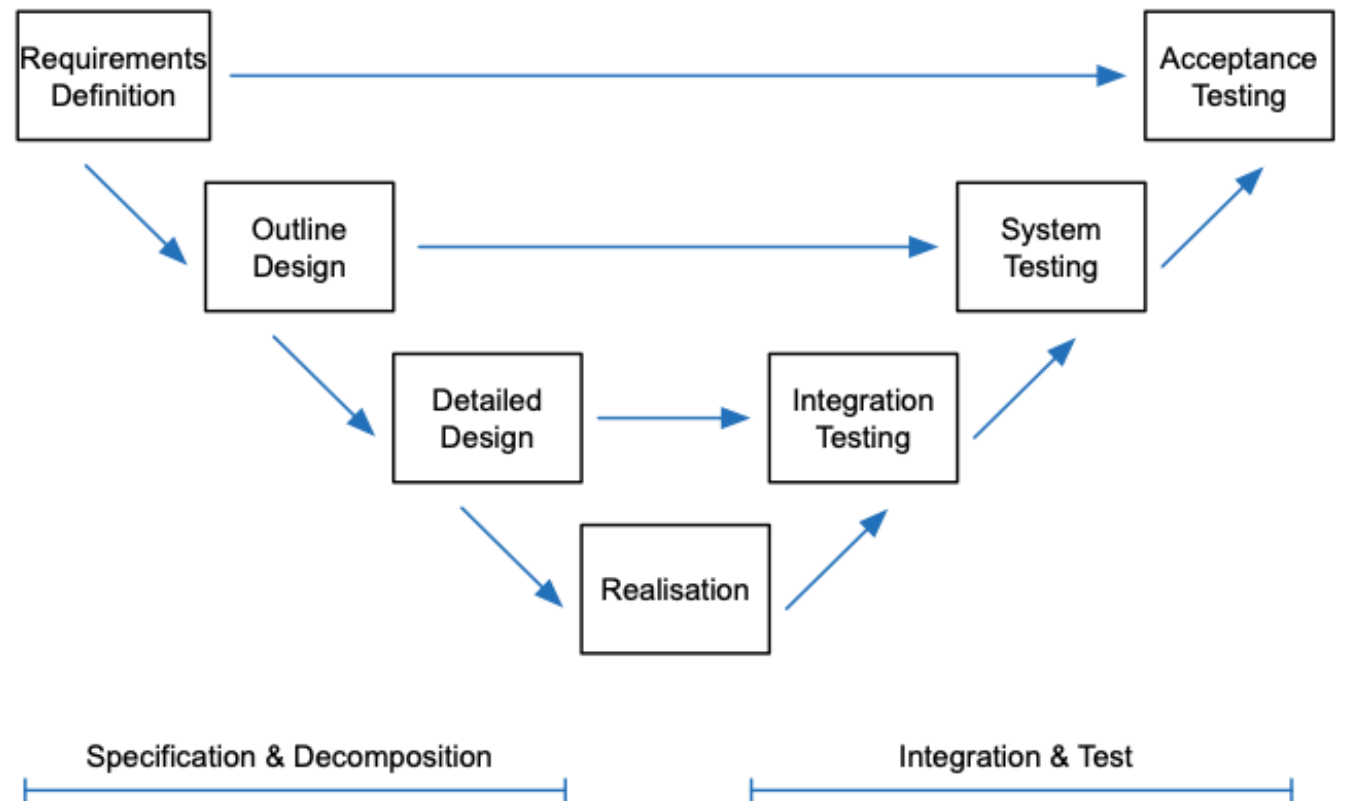 Requirements
Definition
Acceptance
Testing
Outline
Design
System
Testing
Detailed
Design
Integration
Testing
Realisation
Specification & Decomposition
Integration & Test